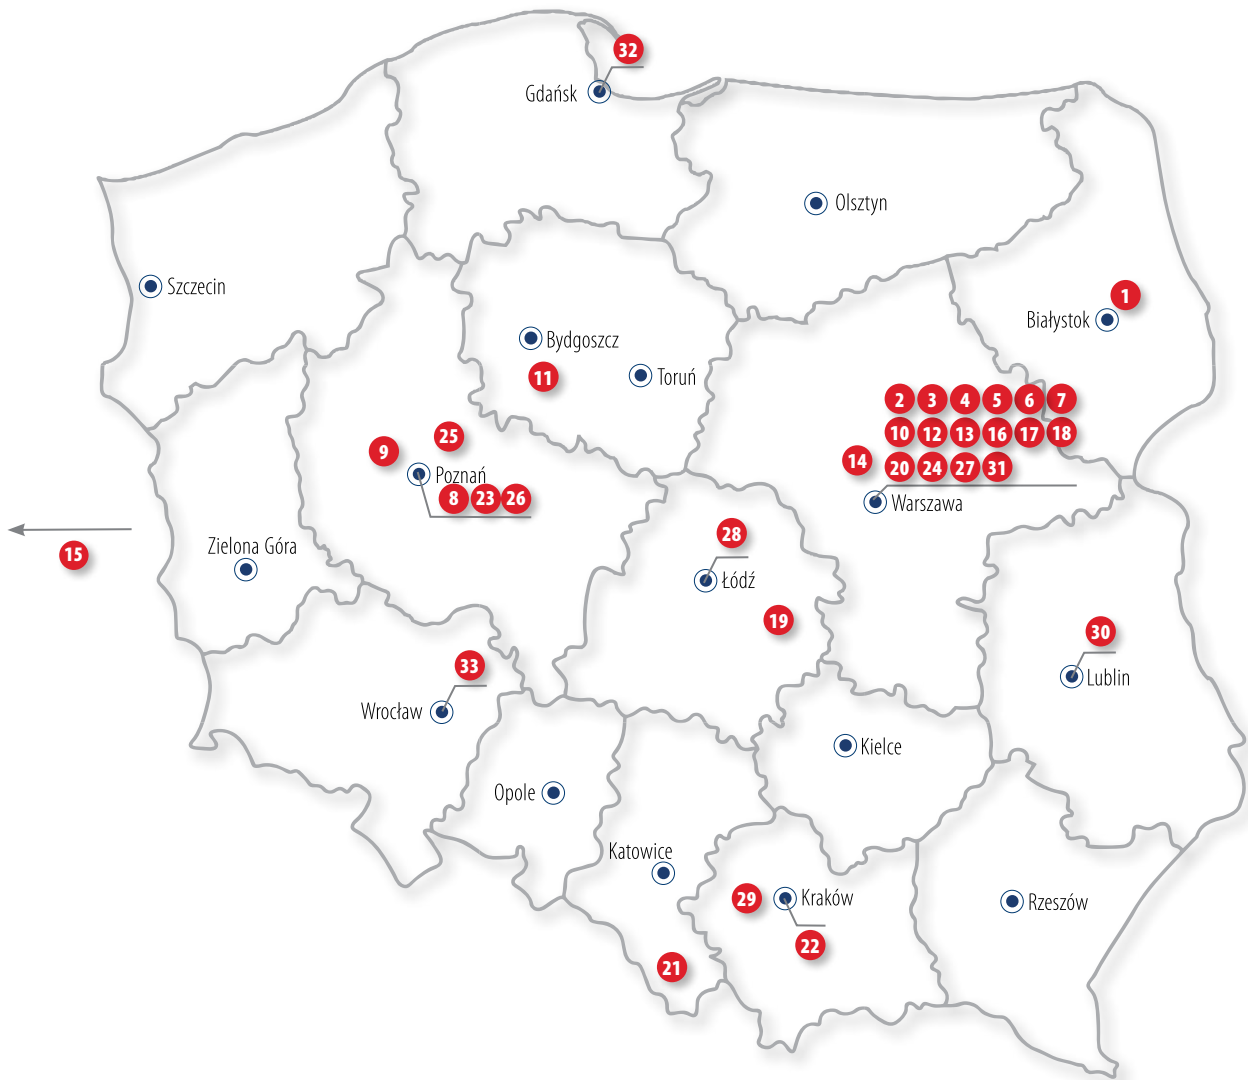 32
Gdańsk
Olsztyn
Szczecin
1
Białystok
Bydgoszcz
11
Toruń
2 3 4 5 6 7
10 12 13 16 17 18
14 20 24 27 31
Warszawa
25
9
Poznań
8 23 26
15
Zielona Góra
28
Łódź
19
30
Lublin
33
Wrocław
Kielce
Opole
Katowice
29
Kraków
22
Rzeszów
21